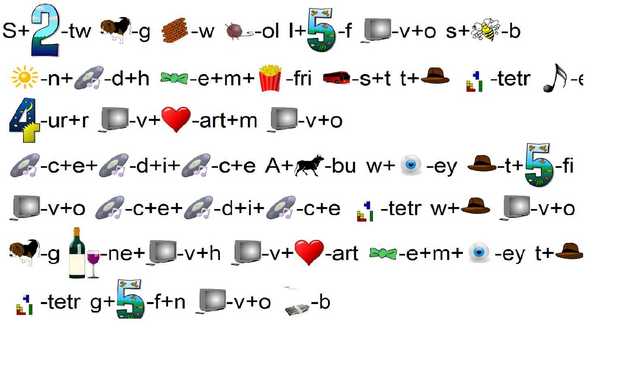 S+2-tw -g -w -ol l+5-f -v+o s+ -b
-n+ -d+h -e+m+ -fri -s+t t+ -tetr -e
4-ur+r -v+ -art+m -v+o
-c+e+ -d+i+ -c+e A+ -bu w+ -ey -t+5-fi
-v+o -c+e+ -d+i+ -c+e -tetr w+ -v+o
-g -ne+ -v+h -v+ -art -e+m+ -ey t+
-tetr g+5-f+n -v+o -b